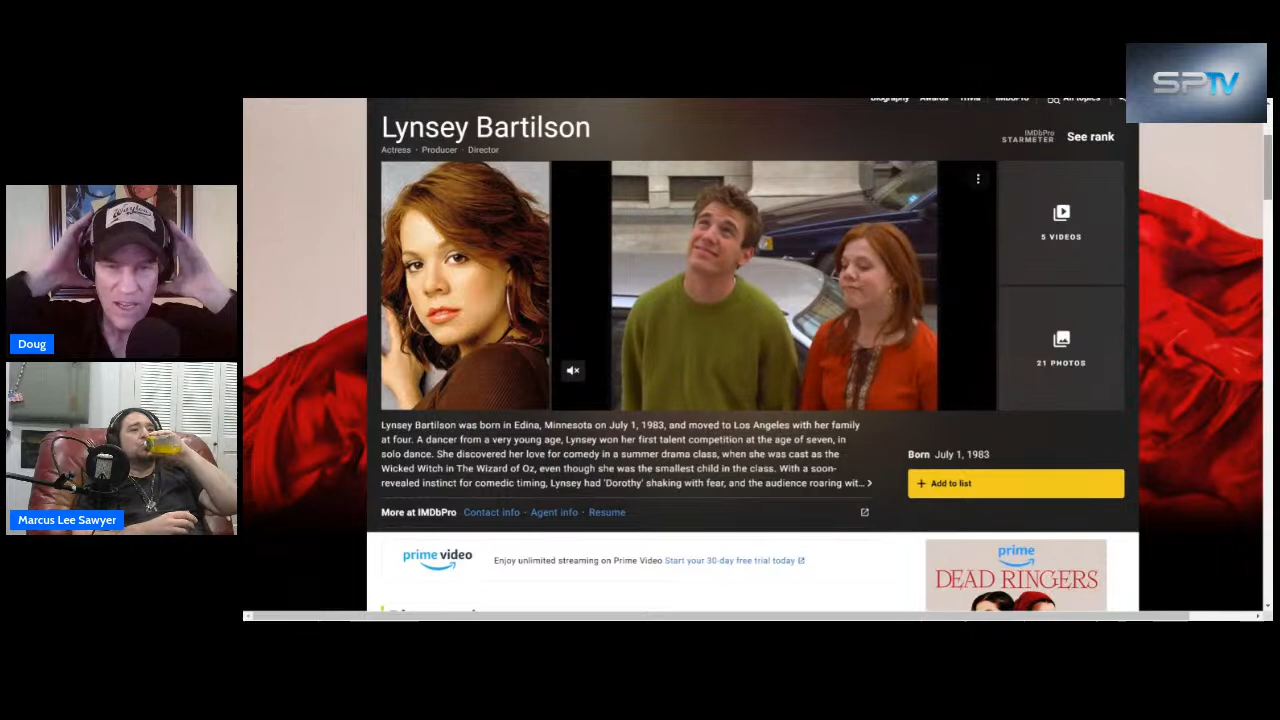 SPTV
Biography Awards Trivia IMDbPro All topics
Lynsey Bartilson
Actress · Producer · Director
IMDbPro
STARMETER
See rank
5 VIDEOS
21 PHOTOS
Doug
Marcus Lee Sawyer
Lynsey Bartilson was born in Edina, Minnesota on July 1, 1983, and moved to Los Angeles with her family
at four. A dancer from a very young age, Lynsey won her first talent competition at the age of seven, in
solo dance. She discovered her love for comedy in a summer drama class, when she was cast as the
Wicked Witch in The Wizard of Oz, even though she was the smallest child in the class. With a soon-
revealed instinct for comedic timing, Lynsey had 'Dorothy' shaking with fear, and the audience roaring wit...
Born July 1, 1983
+ Add to list
More at IMDbPro Contact info · Agent info · Resume
prime video
Enjoy unlimited streaming on Prime Video Start your 30-day free trial today
prime
DEAD RINGERS